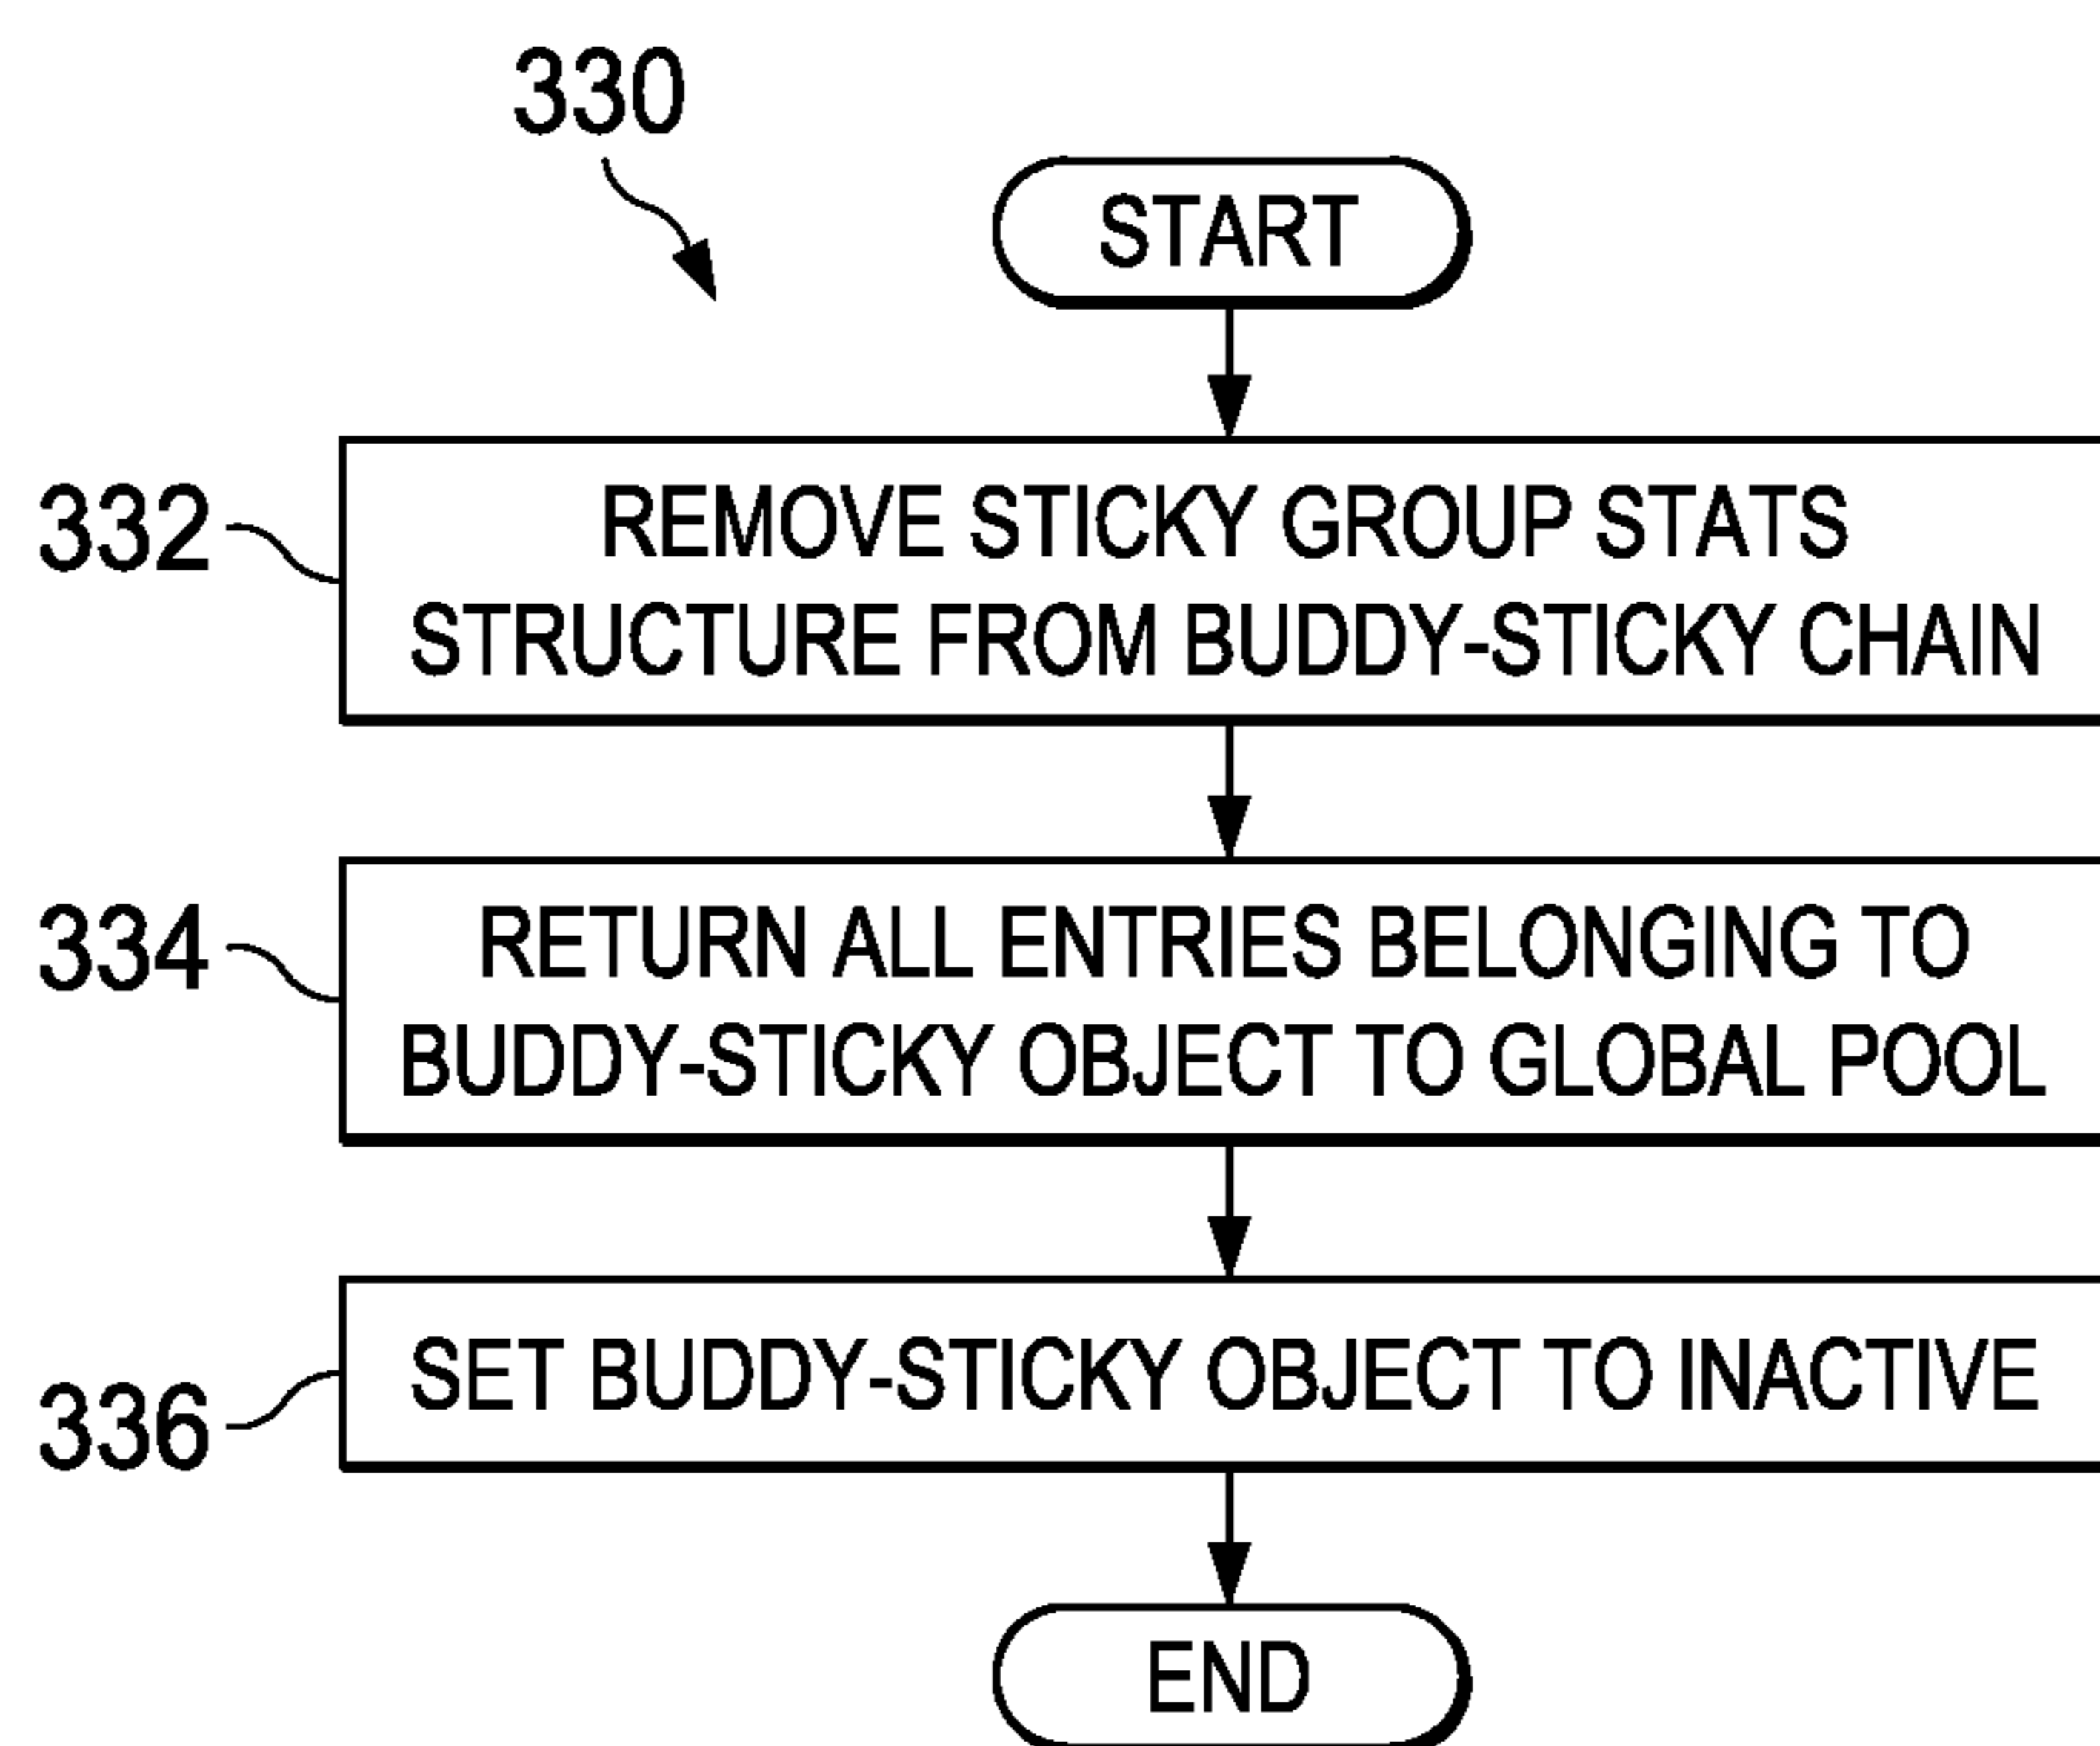 330
START
332
REMOVE STICKY GROUP STATS
STRUCTURE FROM BUDDY-STICKY CHAIN
334
RETURN ALL ENTRIES BELONGING TO
BUDDY-STICKY OBJECT TO GLOBAL POOL
336
SET BUDDY-STICKY OBJECT TO INACTIVE
END